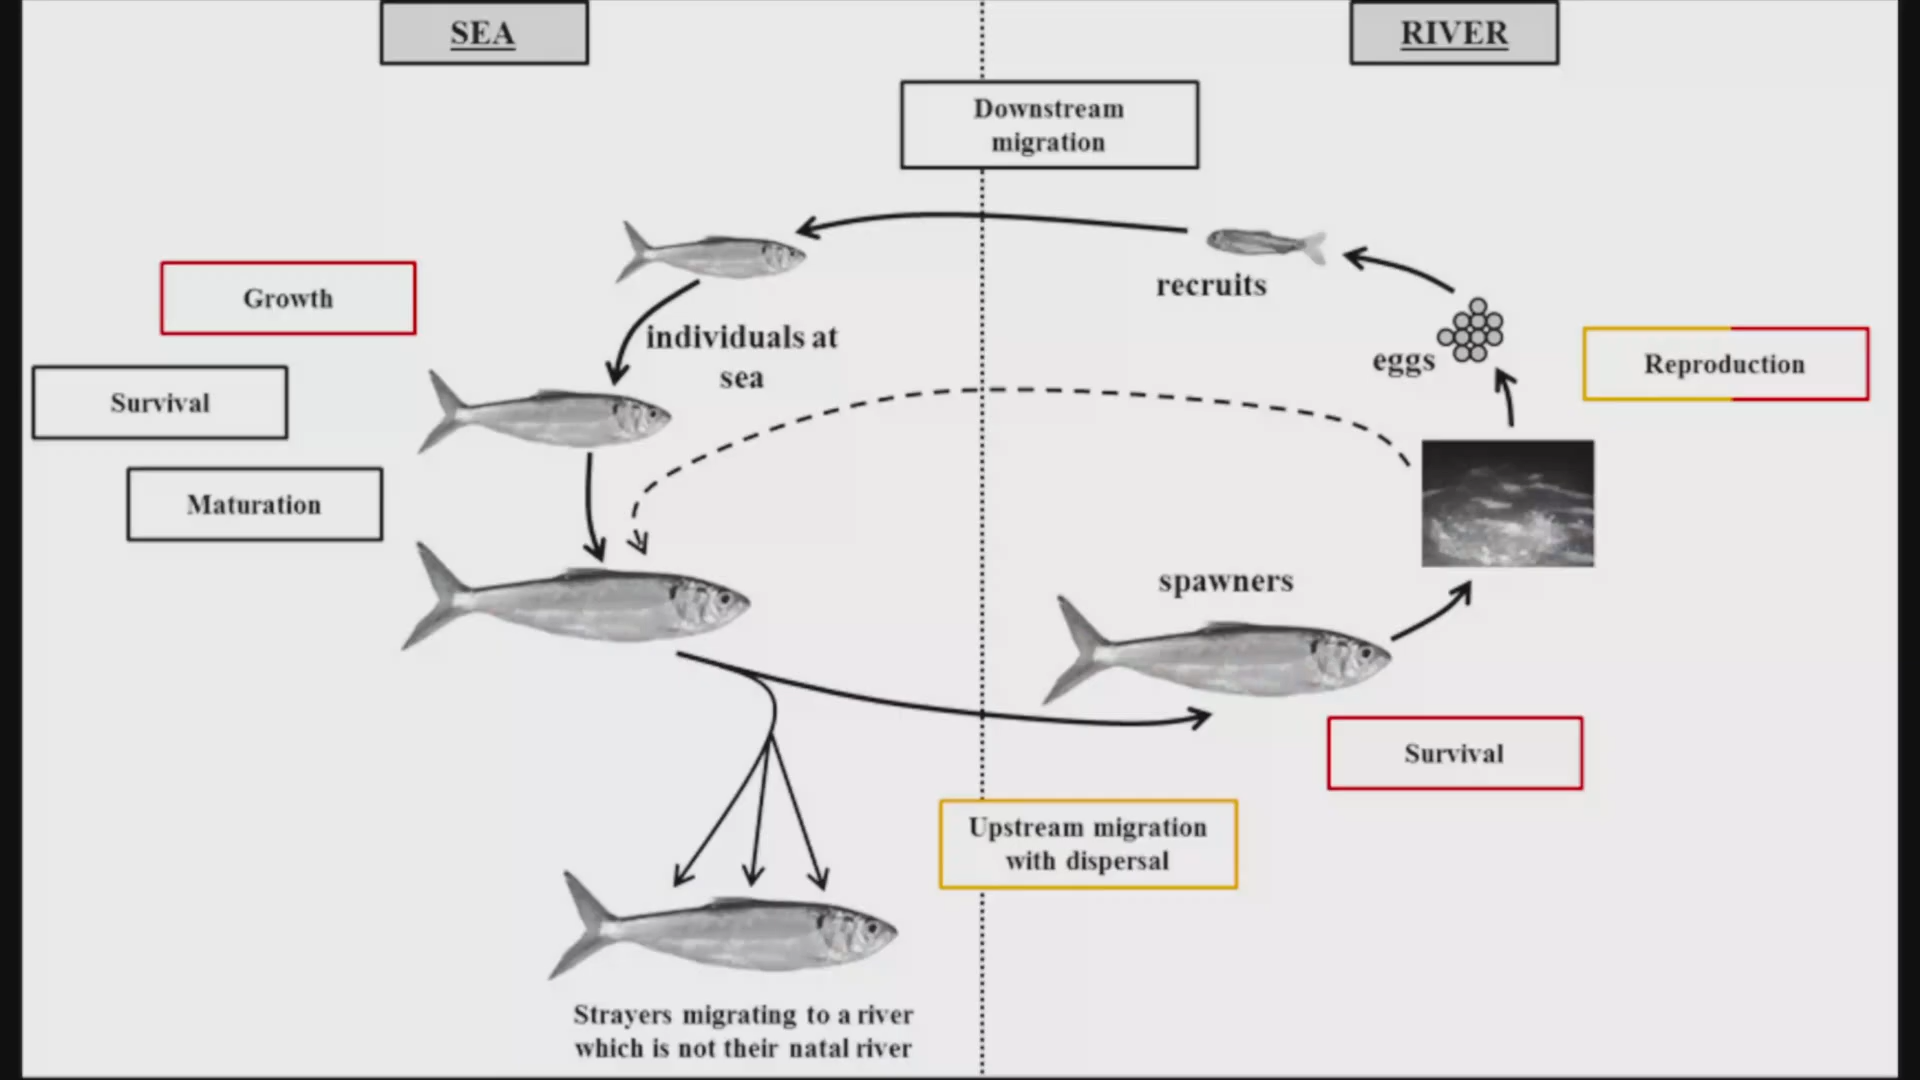 SEA
RIVER
Downstream
migration
recruits
Growth
individuals at
sea
eggs
Reproduction
Survival
Maturation
spawners
Survival
Upstream migration
with dispersal
Strayers migrating to a river
which is not their natal river